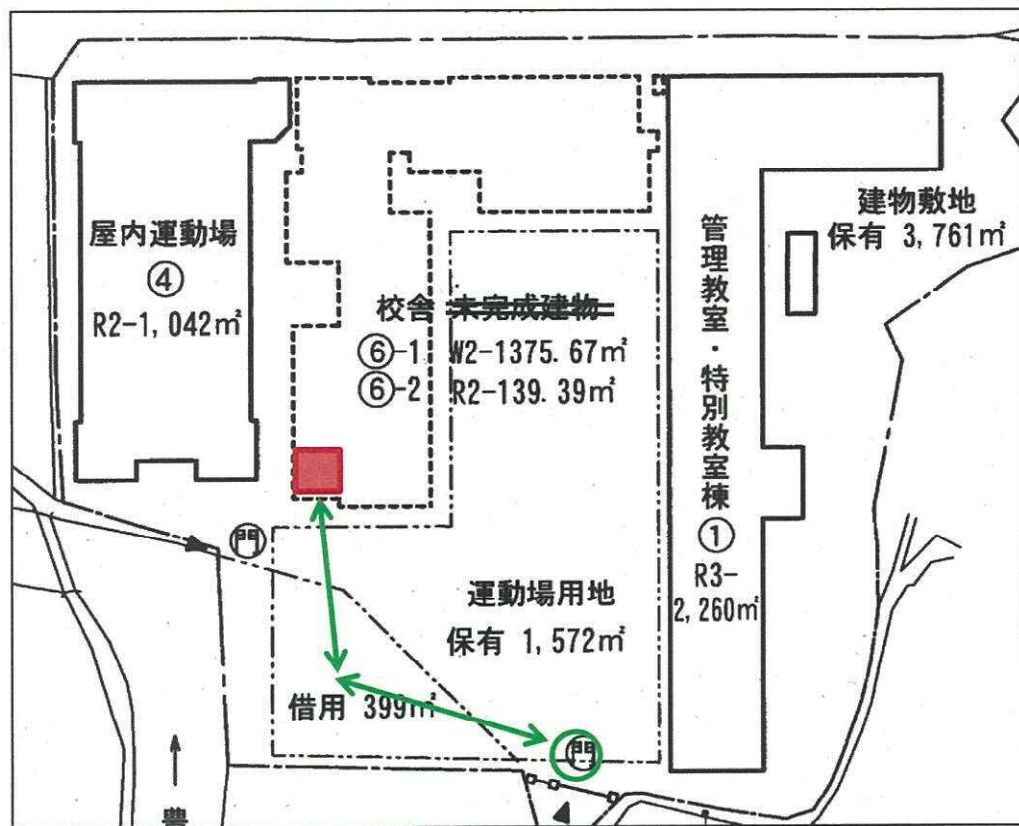 屋内運動場
④
R2-1,042㎡
校舎 未完成建物
⑥-1 W2-1375.67㎡
⑥-2 R2-139.39㎡
管理教室・特別教室棟
①
R3-
2,260㎡
建物敷地
保有 3,761㎡
門
運動場用地
保有 1,572㎡
借用 399㎡
門